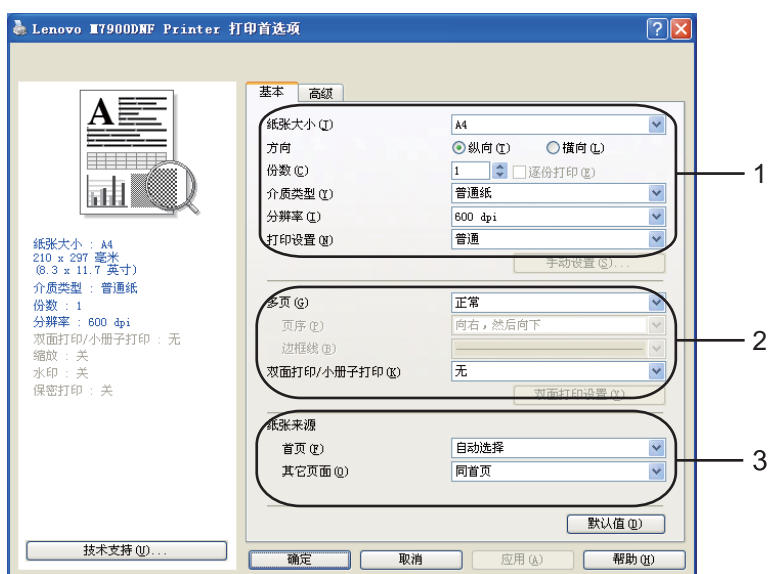 Lenovo M7900DNF Printer 打印首选项
基本 高级
纸张大小(J) A4
方向 纵向(T) 横向(L)
份数(C) 1 逐份打印(E)
介质类型(Y) 普通纸
分辨率(I) 600 dpi
打印设置(N) 普通
手动设置(S)...
1
多页(G) 正常
页序(P) 向右，然后向下
边框线(B)
双面打印/小册子打印(K) 无
双面打印设置(X)...
2
纸张来源
首页(F) 自动选择
其它页面(O) 同首页
3
默认值(D)
A
纸张大小 : A4
210 x 297 毫米
(8.3 x 11.7 英寸)
介质类型 : 普通纸
份数 : 1
分辨率 : 600 dpi
双面打印/小册子打印 : 无
缩放 : 关
水印 : 关
保密打印 : 关
技术支持(U)...
确定 取消 应用(A) 帮助(H)